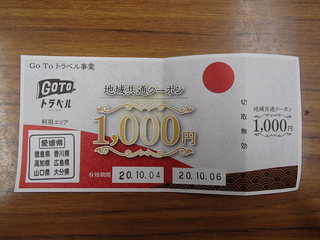 Go To トラベル事業
GoTo
トラベル
利用エリア
愛媛県
徳島県 香川県
高知県 広島県
山口県 大分県
地域共通クーポン
1,000円
有効期間 20.10.04 20.10.06
切取無効
地域共通クーポン
1,000円